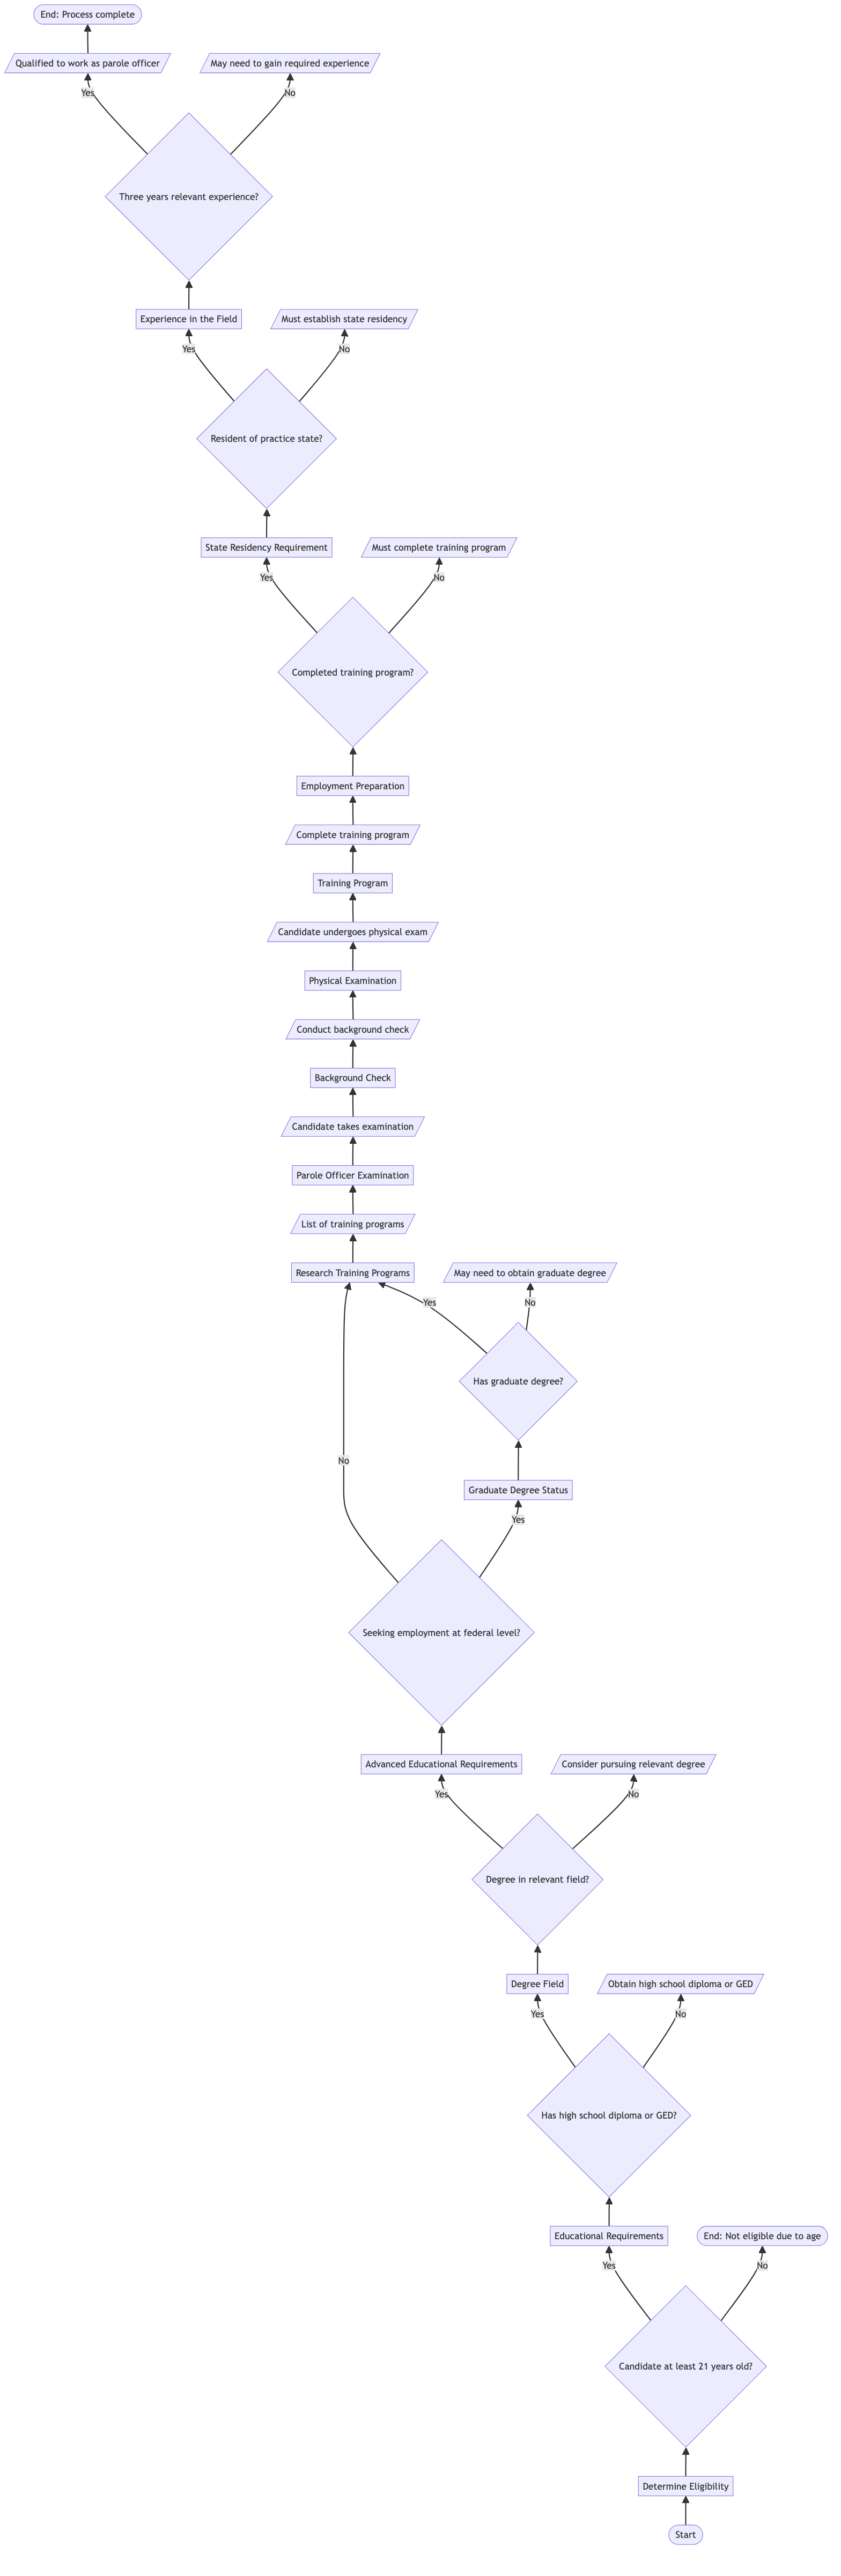 End: Process complete
Qualified to work as parole officer
May need to gain required experience
Yes
No
Three years relevant experience?
Experience in the Field
Must establish state residency
Yes
No
Resident of practice state?
State Residency Requirement
Must complete training program
Yes
No
Completed training program?
Employment Preparation
Complete training program
Training Program
Candidate undergoes physical exam
Physical Examination
Conduct background check
Background Check
Candidate takes examination
Parole Officer Examination
List of training programs
Research Training Programs
May need to obtain graduate degree
Yes
No
Has graduate degree?
No
Graduate Degree Status
Yes
Seeking employment at federal level?
Advanced Educational Requirements
Consider pursuing relevant degree
Yes
No
Degree in relevant field?
Degree Field
Obtain high school diploma or GED
Yes
No
Has high school diploma or GED?
Educational Requirements
End: Not eligible due to age
Yes
No
Candidate at least 21 years old?
Determine Eligibility
Start